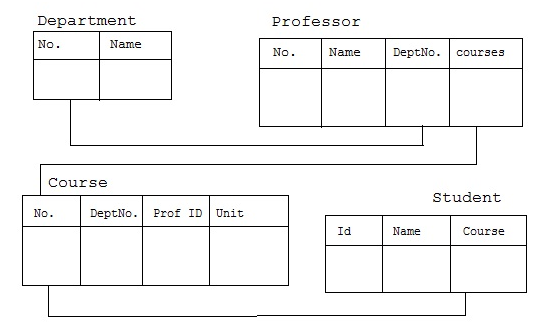 Department
No. Name
Professor
No. Name DeptNo. courses
Course
No. DeptNo. Prof ID Unit
Student
Id Name Course